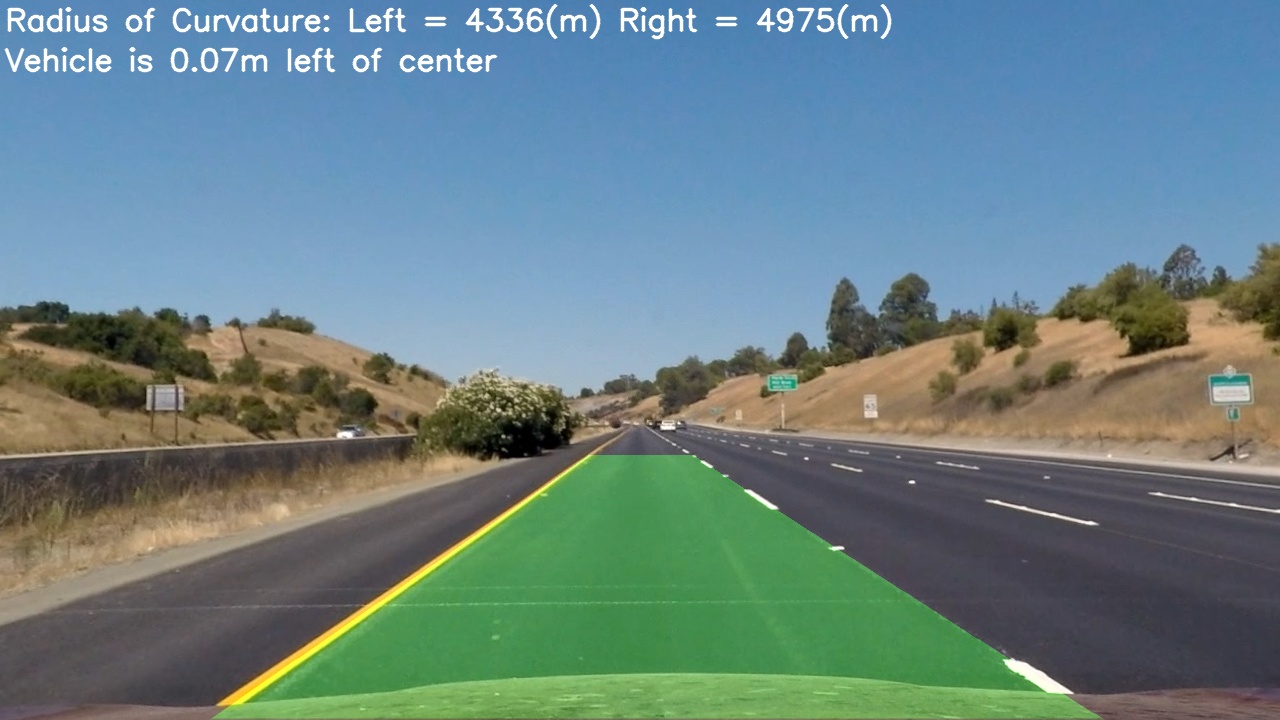 Radius of Curvature: Left = 4336(m) Right = 4975(m)
Vehicle is 0.07m left of center